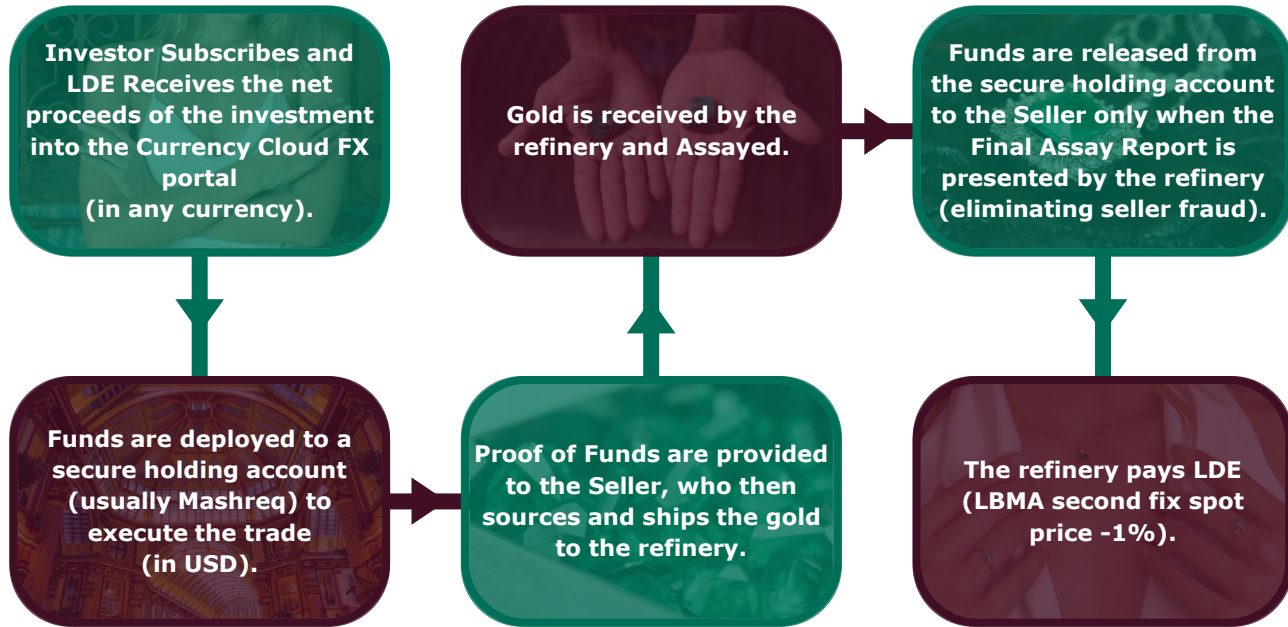 Investor Subscribes and
LDE Receives the net
proceeds of the investment
into the Currency Cloud FX
portal
(in any currency).
Funds are deployed to a
secure holding account
(usually Mashreq) to
execute the trade
(in USD).
Proof of Funds are provided
to the Seller, who then
sources and ships the gold
to the refinery.
Gold is received by the
refinery and Assayed.
Funds are released from
the secure holding account
to the Seller only when the
Final Assay Report is
presented by the refinery
(eliminating seller fraud).
The refinery pays LDE
(LBMA second fix spot
price -1%).